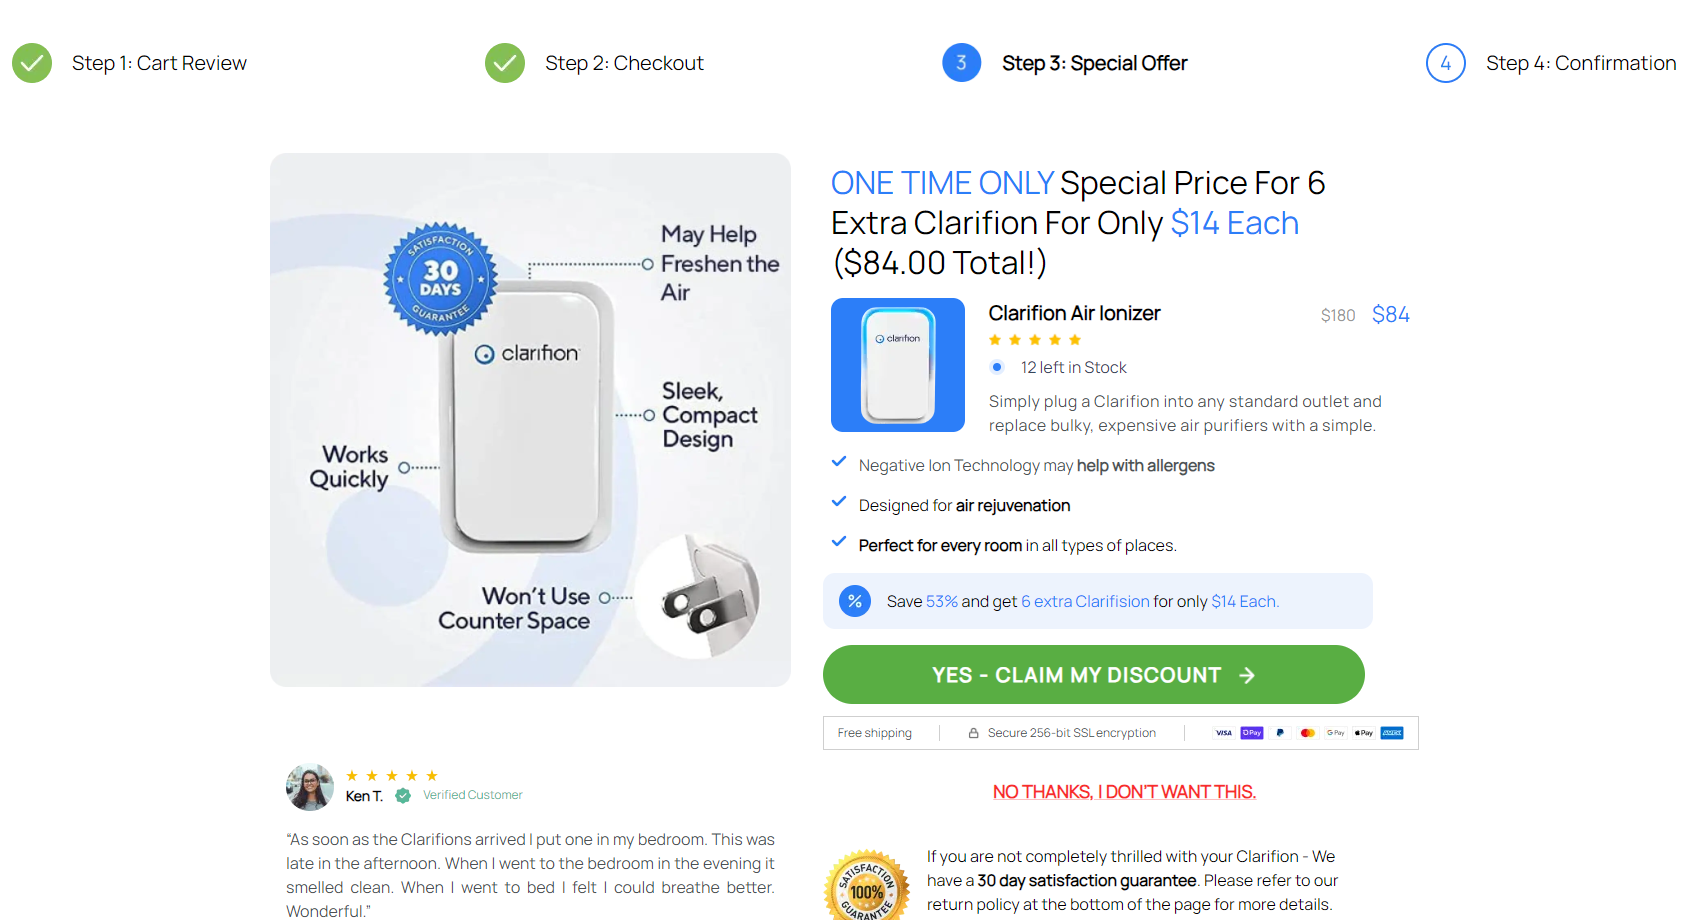 Step 1: Cart Review
Step 2: Checkout
3
Step 3: Special Offer
4
Step 4: Confirmation
SATISFACTION
30
DAYS
GUARANTEE
May Help
Freshen the
Air
clarifion
Sleek,
Compact
Design
Works
Quickly
Won't Use
Counter Space
ONE TIME ONLY Special Price For 6
Extra Clarifion For Only $14 Each
($84.00 Total!)
clarifion
Clarifion Air Ionizer
$180 $84
12 left in Stock
Simply plug a Clarifion into any standard outlet and
replace bulky, expensive air purifiers with a simple.
Negative Ion Technology may help with allergens
Designed for air rejuvenation
Perfect for every room in all types of places.
% Save 53% and get 6 extra Clarifision for only $14 Each.
YES - CLAIM MY DISCOUNT
Free shipping
Secure 256-bit SSL encryption
VISA
Pay
G Pay
Pay
AMEX
NO THANKS, I DON'T WANT THIS.
Ken T.
Verified Customer
“As soon as the Clarifions arrived I put one in my bedroom. This was
late in the afternoon. When I went to the bedroom in the evening it
smelled clean. When I went to bed I felt I could breathe better.
Wonderful.”
SATISFACTION
100%
GUARANTEE
If you are not completely thrilled with your Clarifion - We
have a 30 day satisfaction guarantee. Please refer to our
return policy at the bottom of the page for more details.